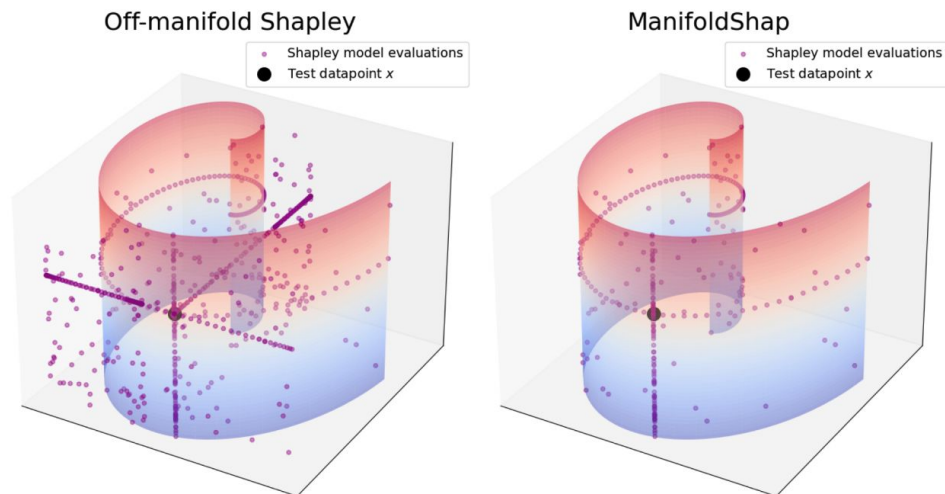 Off-manifold Shapley
Shapley model evaluations
Test datapoint x
ManifoldShap
Shapley model evaluations
Test datapoint x